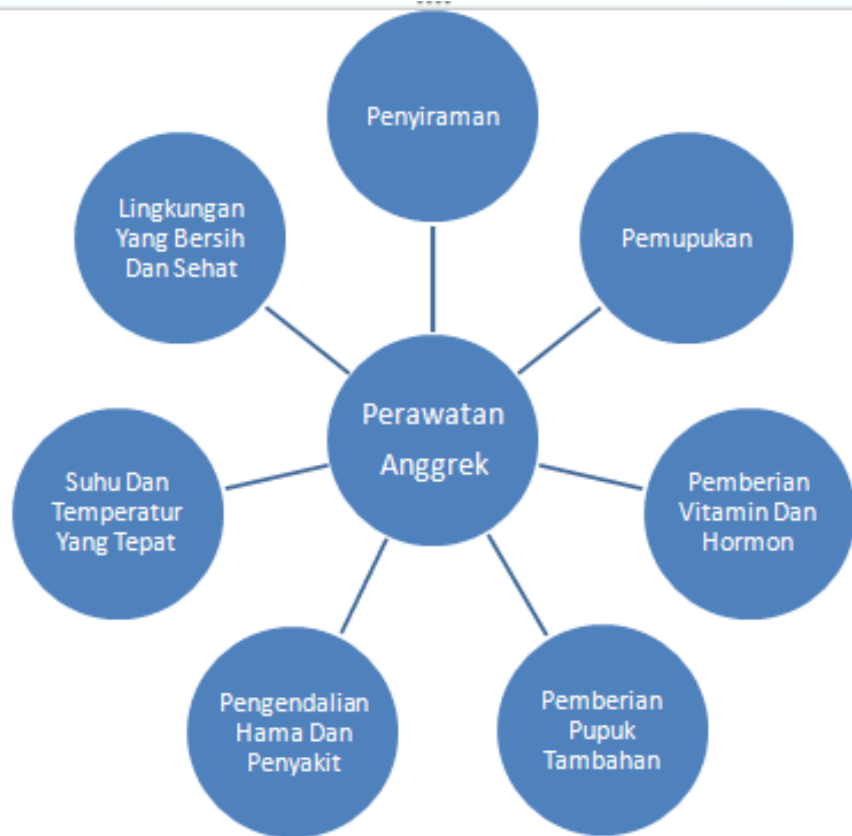 Penyiraman
Pemupukan
Pemberian
Vitamin Dan
Hormon
Pemberian
Pupuk
Tambahan
Pengendalian
Hama Dan
Penyakit
Suhu Dan
Temperatur
Yang Tepat
Lingkungan
Yang Bersih
Dan Sehat
Perawatan
Anggrek